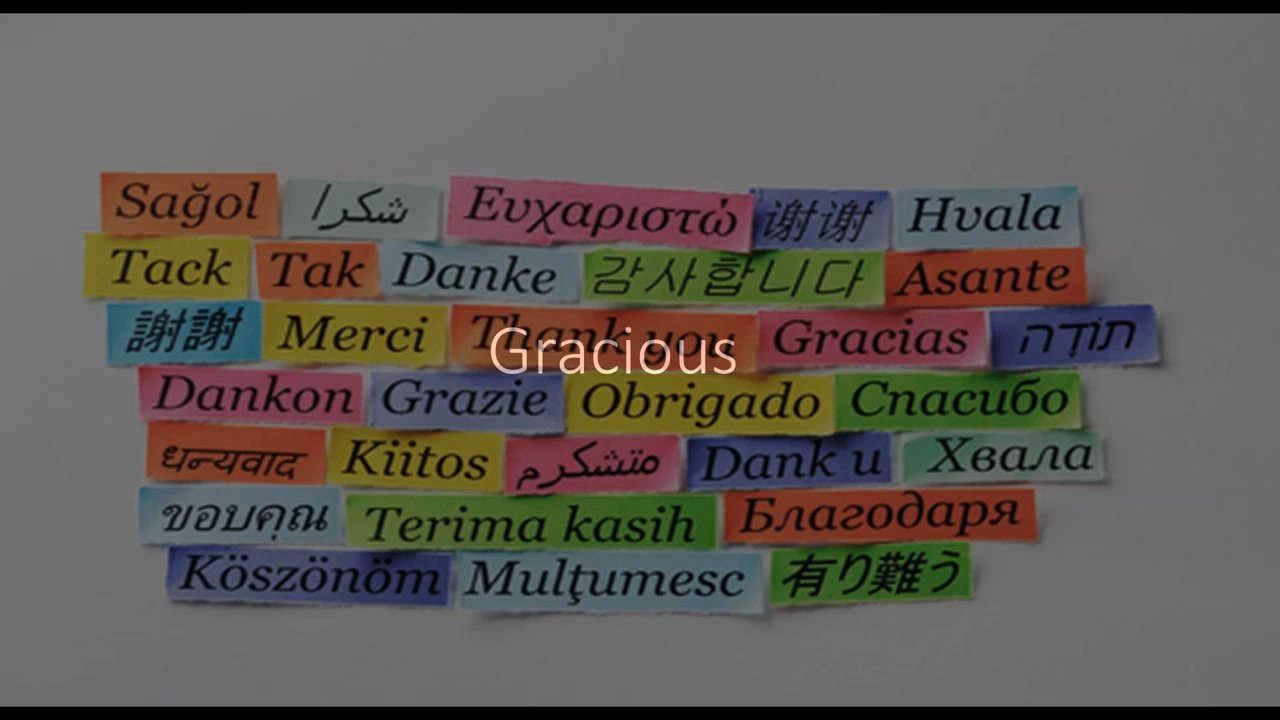 Sağol شكرا Ευχαριστώ 谢谢 Hvala
Tack Tak Danke 감사합니다 Asante
謝謝 Merci Thank you Gracias תּוֹדָה
Gracious
Dankon Grazie Obrigado Спасибо
धन्यवाद Kiitos متشكرم Dank u Хвала
ขอบคุณ Terima kasih Благодаря
Köszönöm Mulţumesc 有り難う